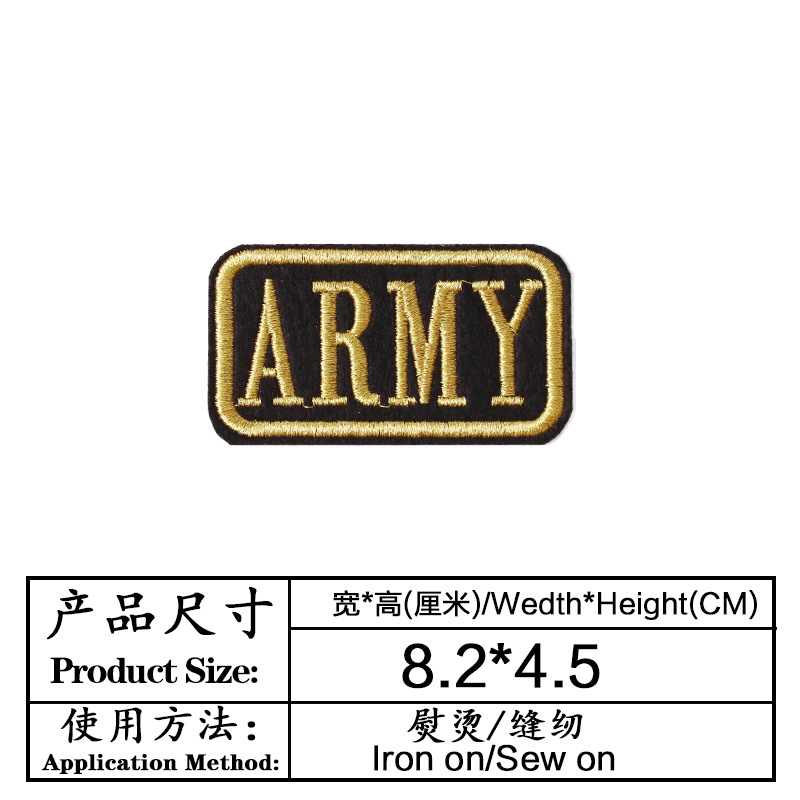 ARMY
产品尺寸
Product Size:
宽*高(厘米)/Wedth*Height(CM)
8.2*4.5
使用方法:
Application Method:
熨烫/缝纫
Iron on/Sew on